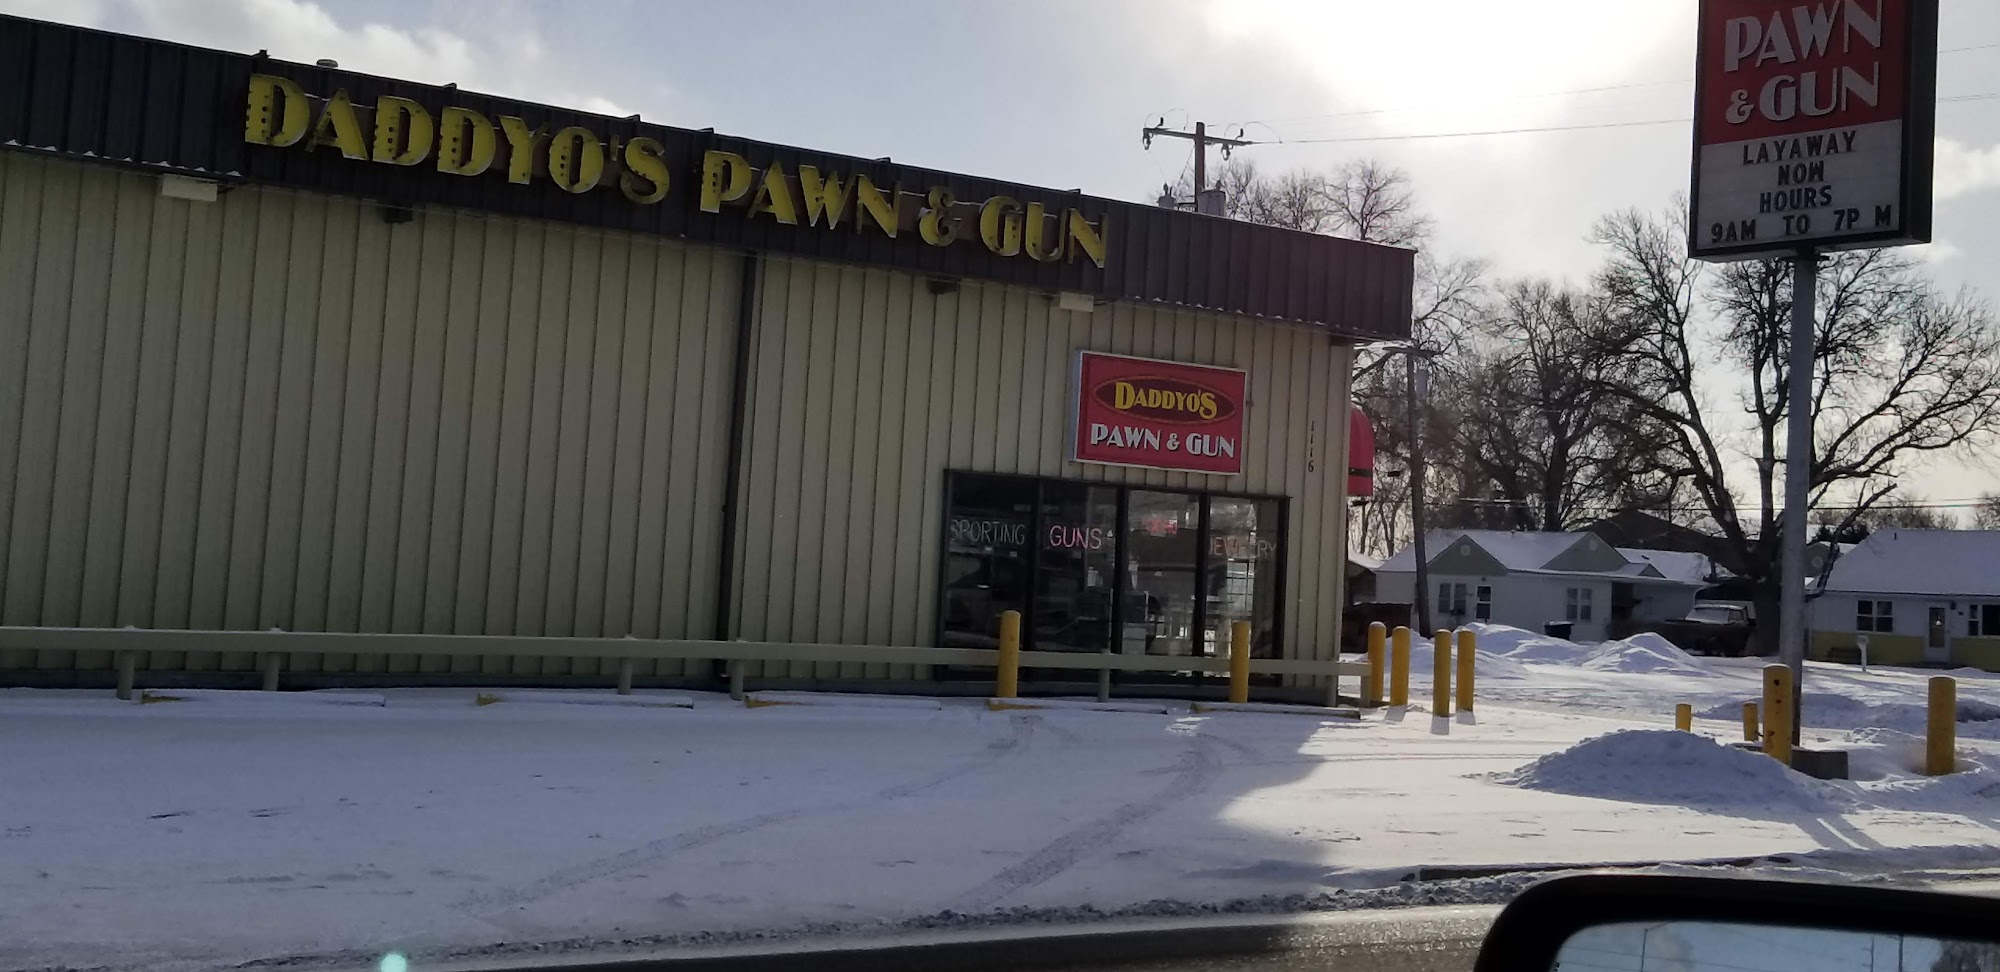 DADDYO'S PAWN & GUN
PAWN
& GUN
LAYAWAY
NOW
HOURS
9AM TO 7P M
DADDYO'S
PAWN & GUN
1116
SPORTING GUNS JEWELRY